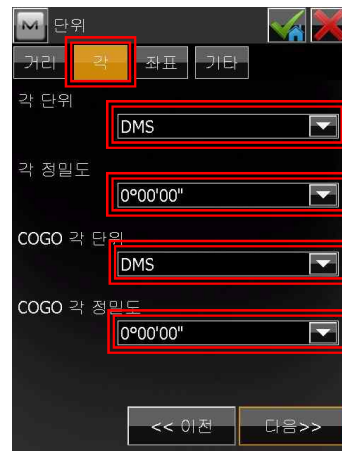 단위
거리 각 좌표 기타
각 단위
DMS
각 정밀도
0°00'00"
COGO 각 단위
DMS
COGO 각 정밀도
0°00'00"
<< 이전 다음>>